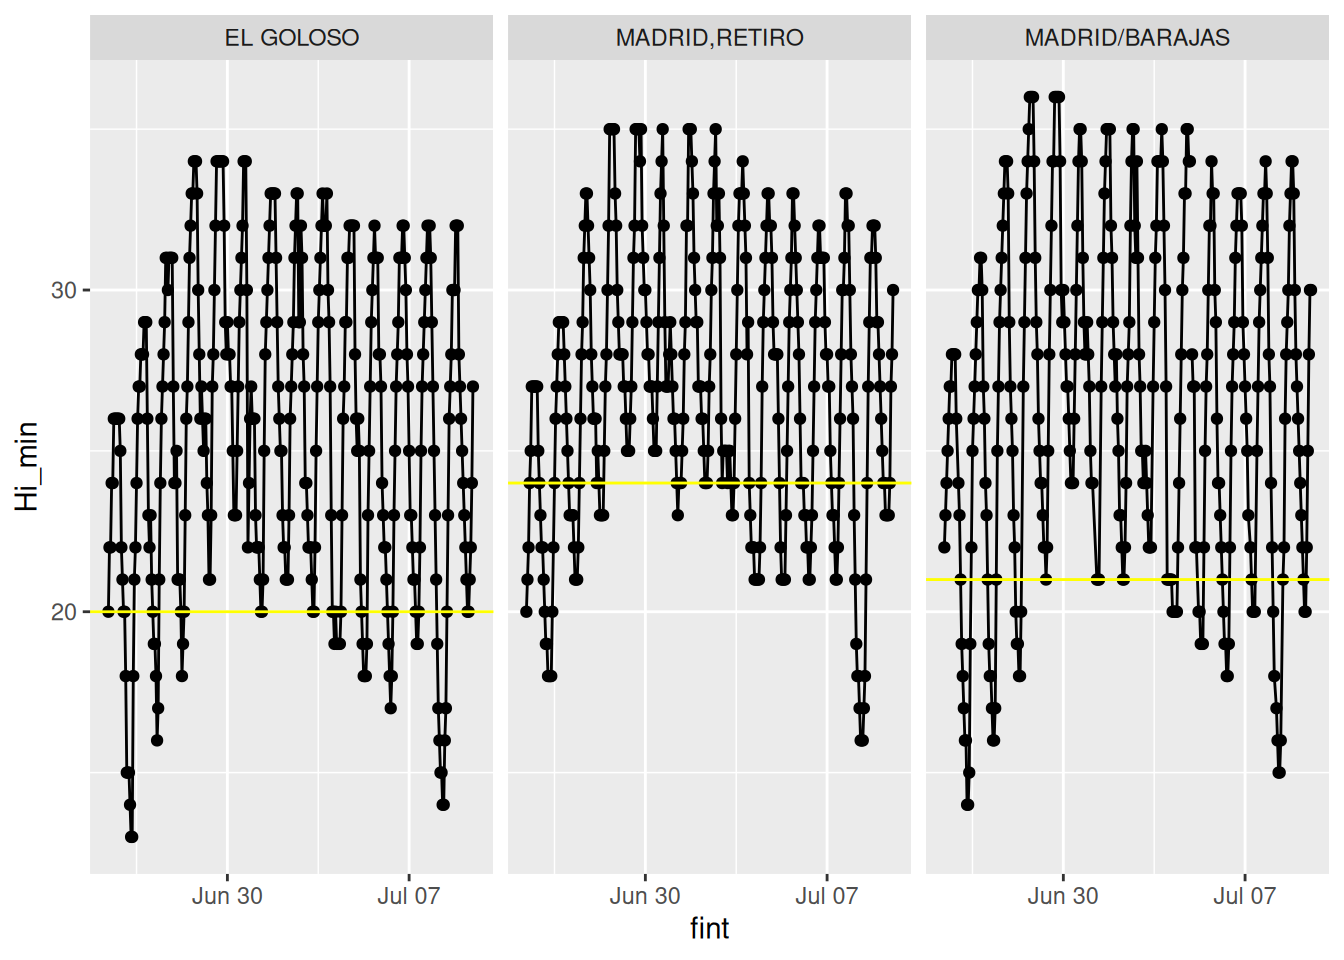 EL GOLOSO
MADRID,RETIRO
MADRID/BARAJAS
Hi_min
30
20
Jun 30
Jul 07
Jun 30
Jul 07
Jun 30
Jul 07
fint